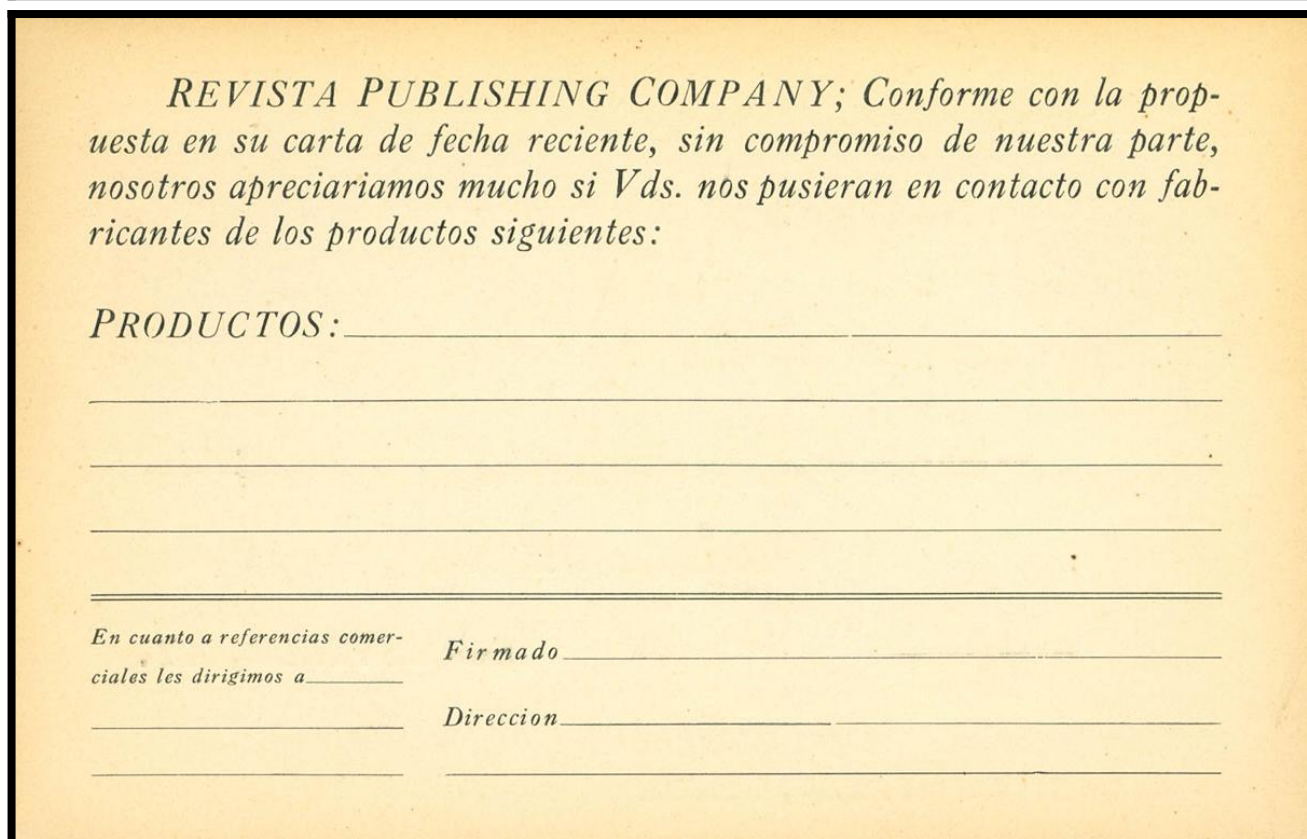 REVISTA PUBLISHING COMPANY; Conforme con la prop-
uesta en su carta de fecha reciente, sin compromiso de nuestra parte,
nosotros apreciariamos mucho si Vds. nos pusieran en contacto con fab-
ricantes de los productos siguientes:
PRODUCTOS:
En cuanto a referencias comer-
ciales les dirigimos a
Firmado
Direccion